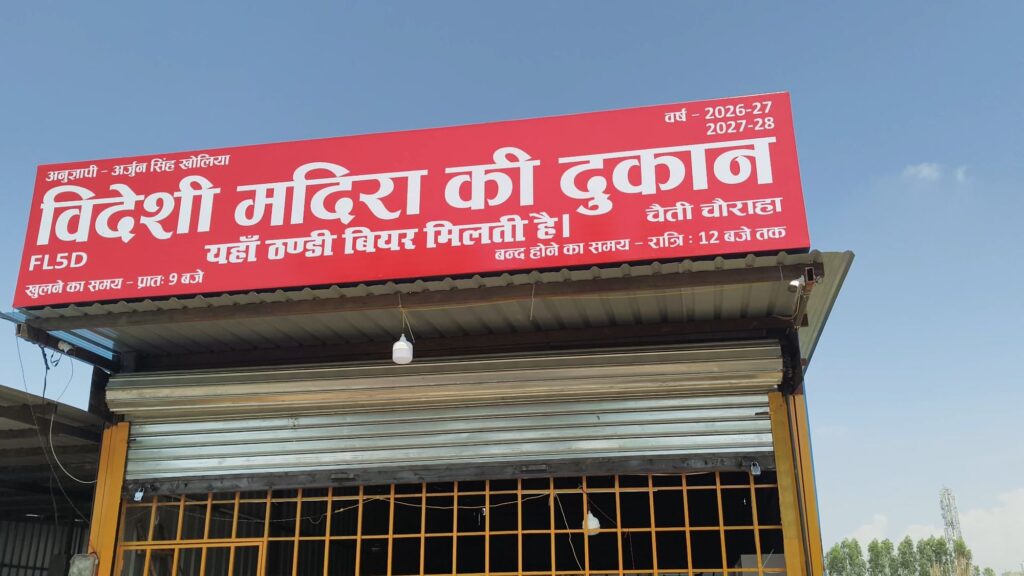 अनुज्ञापी - अर्जुन सिंह खोलिया
वर्ष - 2026-27
2027-28
विदेशी मदिरा की दुकान
FL5D
यहाँ ठण्डी बियर मिलती है।
चैती चौराहा
खुलने का समय - प्रातः 9 बजे
बन्द होने का समय - रात्रि : 12 बजे तक